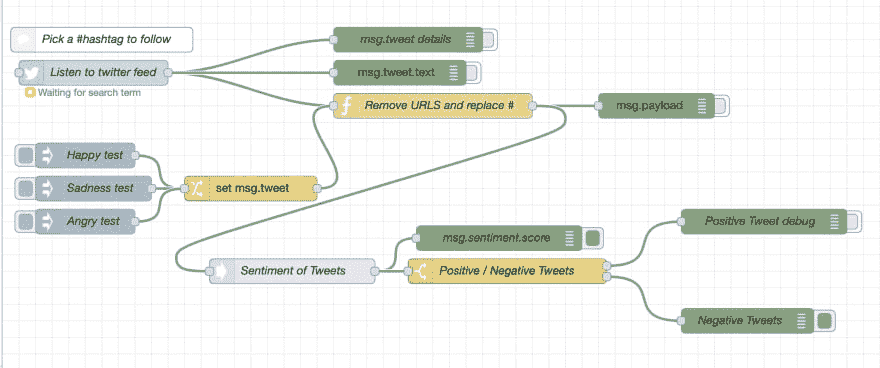 Pick a #hashtag to follow
msg.tweet details
Listen to twitter feed
msg.tweet.text
Waiting for search term
Remove URLS and replace #
msg.payload
Happy test
Sadness test
set msg.tweet
Angry test
Positive Tweet debug
msg.sentiment.score
Sentiment of Tweets
Positive / Negative Tweets
Negative Tweets